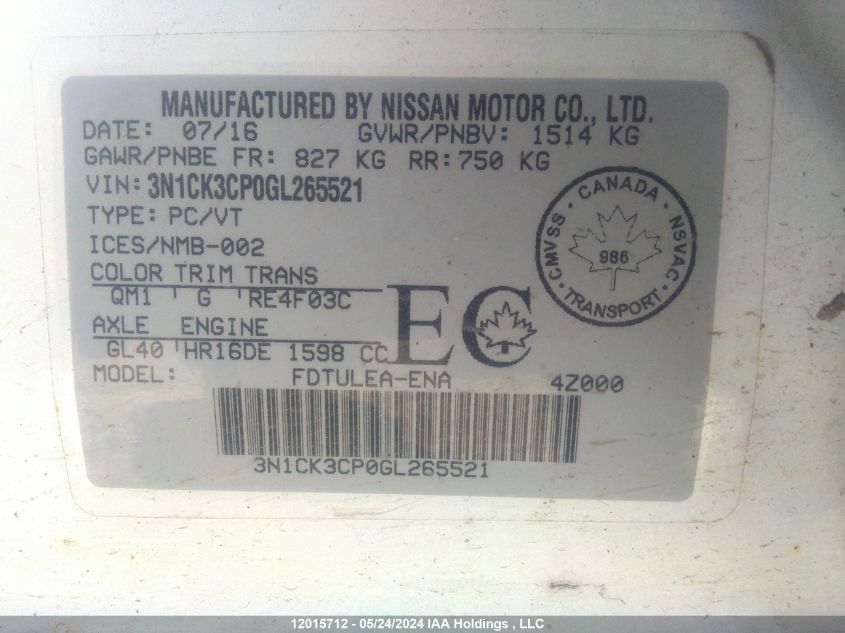 MANUFACTURED BY NISSAN MOTOR CO., LTD.
DATE: 07/16 GVWR/PNBV: 1514 KG
GAWR/PNBE FR: 827 KG RR: 750 KG
VIN: 3N1CK3CP0GL265521
TYPE: PC/VT
ICES/NMB-002
COLOR TRIM TRANS
QM1 G RE4F03C
AXLE ENGINE
GL40 HR16DE 1598 CC
MODEL: FDTULEA-ENA 4Z000
EC
CMVSS · CANADA · NSVAC · TRANSPORT ·
986
3N1CK3CP0GL265521
12015712 - 05/24/2024 IAA Holdings , LLC